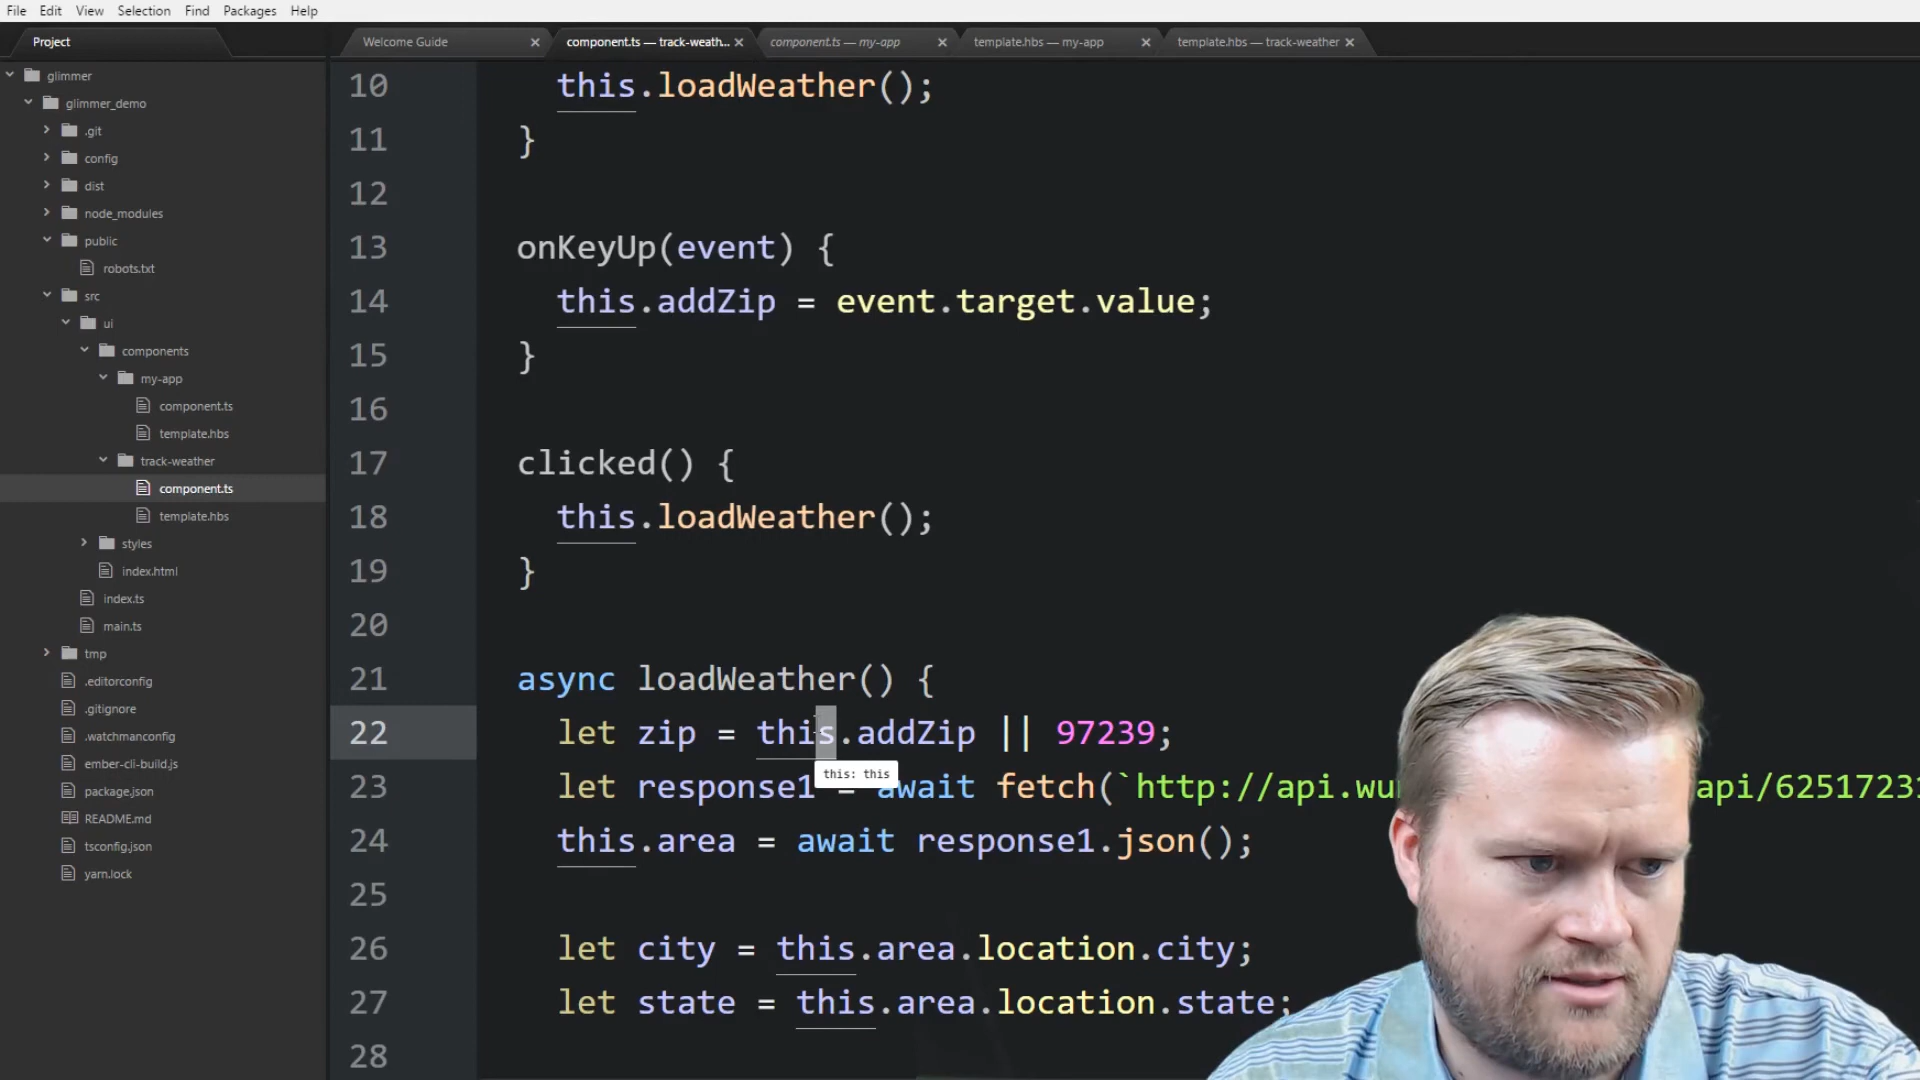 File Edit View Selection Find Packages Help
Project
Welcome Guide
component.ts — track-weath...
component.ts — my-app
template.hbs — my-app
template.hbs — track-weather
glimmer
glimmer_demo
.git
config
dist
node_modules
public
robots.txt
src
ui
components
my-app
component.ts
template.hbs
track-weather
component.ts
template.hbs
styles
index.html
index.ts
main.ts
tmp
.editorconfig
.gitignore
.watchmanconfig
ember-cli-build.js
package.json
README.md
tsconfig.json
yarn.lock
10 this.loadWeather();
11 }
12
13 onKeyUp(event) {
14 this.addZip = event.target.value;
15 }
16
17 clicked() {
18 this.loadWeather();
19 }
20
21 async loadWeather() {
22 let zip = this.addZip || 97239;
this: this
23 let response1 = await fetch(`http://api.wu api/62517231
24 this.area = await response1.json();
25
26 let city = this.area.location.city;
27 let state = this.area.location.state;
28